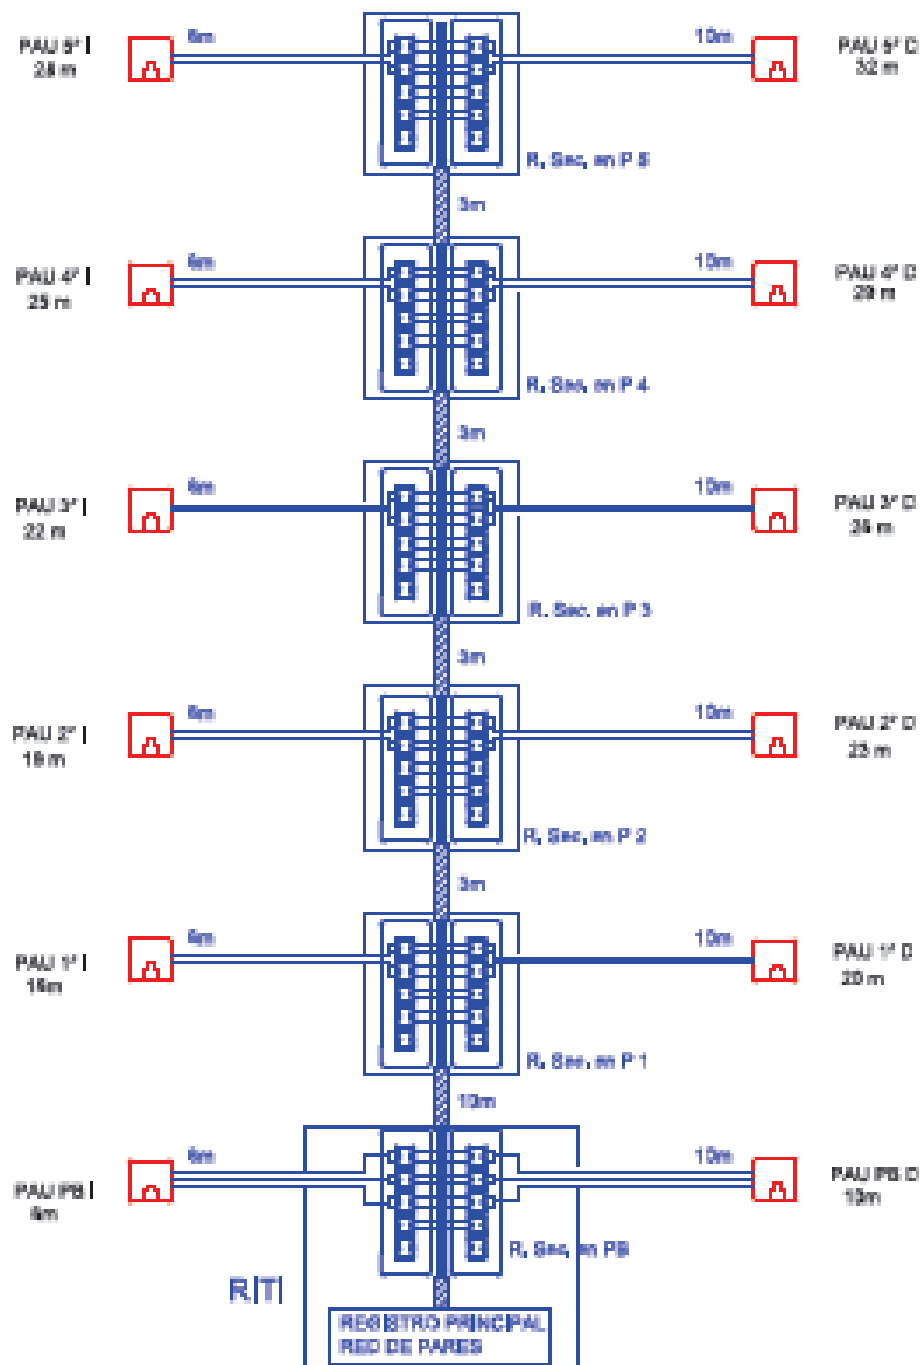 PAU 5º I
28 m
6m
10m
PAU 5º D
32 m
R. Sec. en P 5
3m
PAU 4º I
25 m
6m
10m
PAU 4º D
29 m
R. Sec. en P 4
3m
PAU 3º I
22 m
6m
10m
PAU 3º D
26 m
R. Sec. en P 3
3m
PAU 2º I
19 m
6m
10m
PAU 2º D
23 m
R. Sec. en P 2
3m
PAU 1º I
16m
6m
10m
PAU 1º D
20 m
R. Sec. en P 1
10m
PAU PB I
6m
6m
10m
PAU PB D
10m
R. Sec. en PB
RITI
REGISTRO PRINCIPAL
RED DE PARES